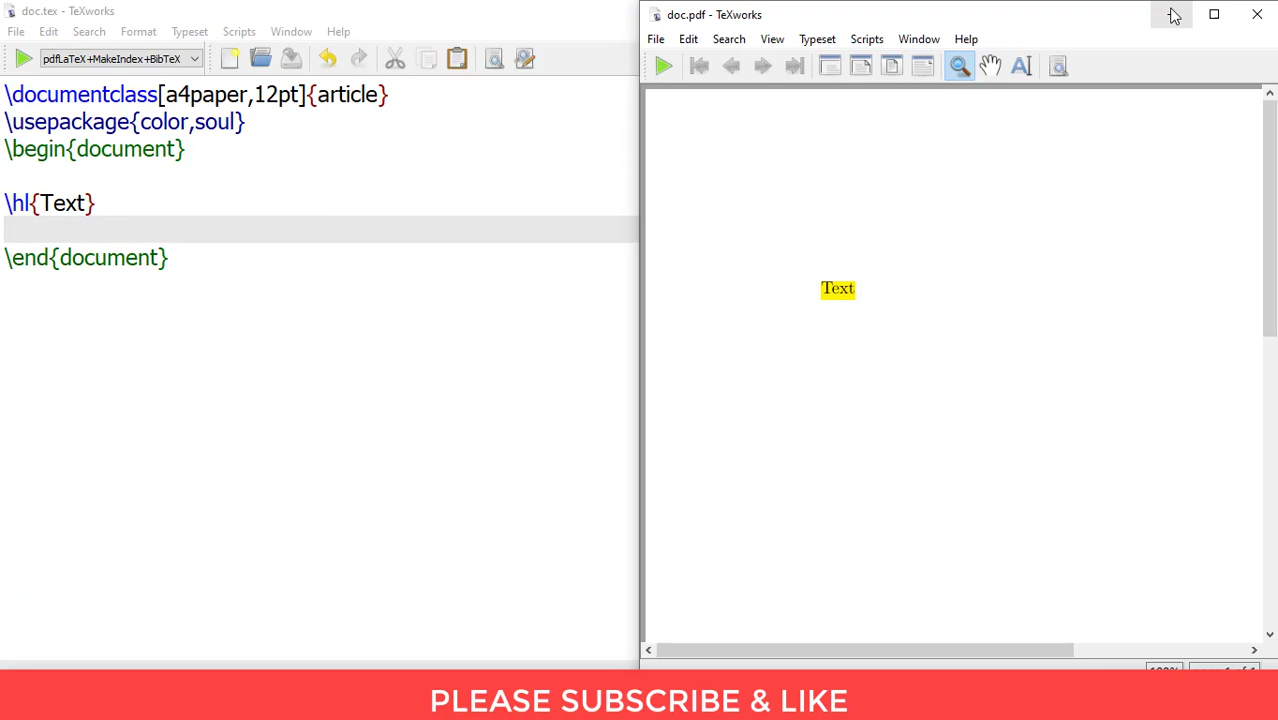 doc.tex - TeXworks
File Edit Search Format Typeset Scripts Window Help
pdfLaTeX+MakeIndex+BibTeX
\documentclass[a4paper,12pt]{article}
\usepackage{color,soul}
\begin{document}
\hl{Text}
\end{document}
doc.pdf - TeXworks
File Edit Search View Typeset Scripts Window Help
Text
PLEASE SUBSCRIBE & LIKE